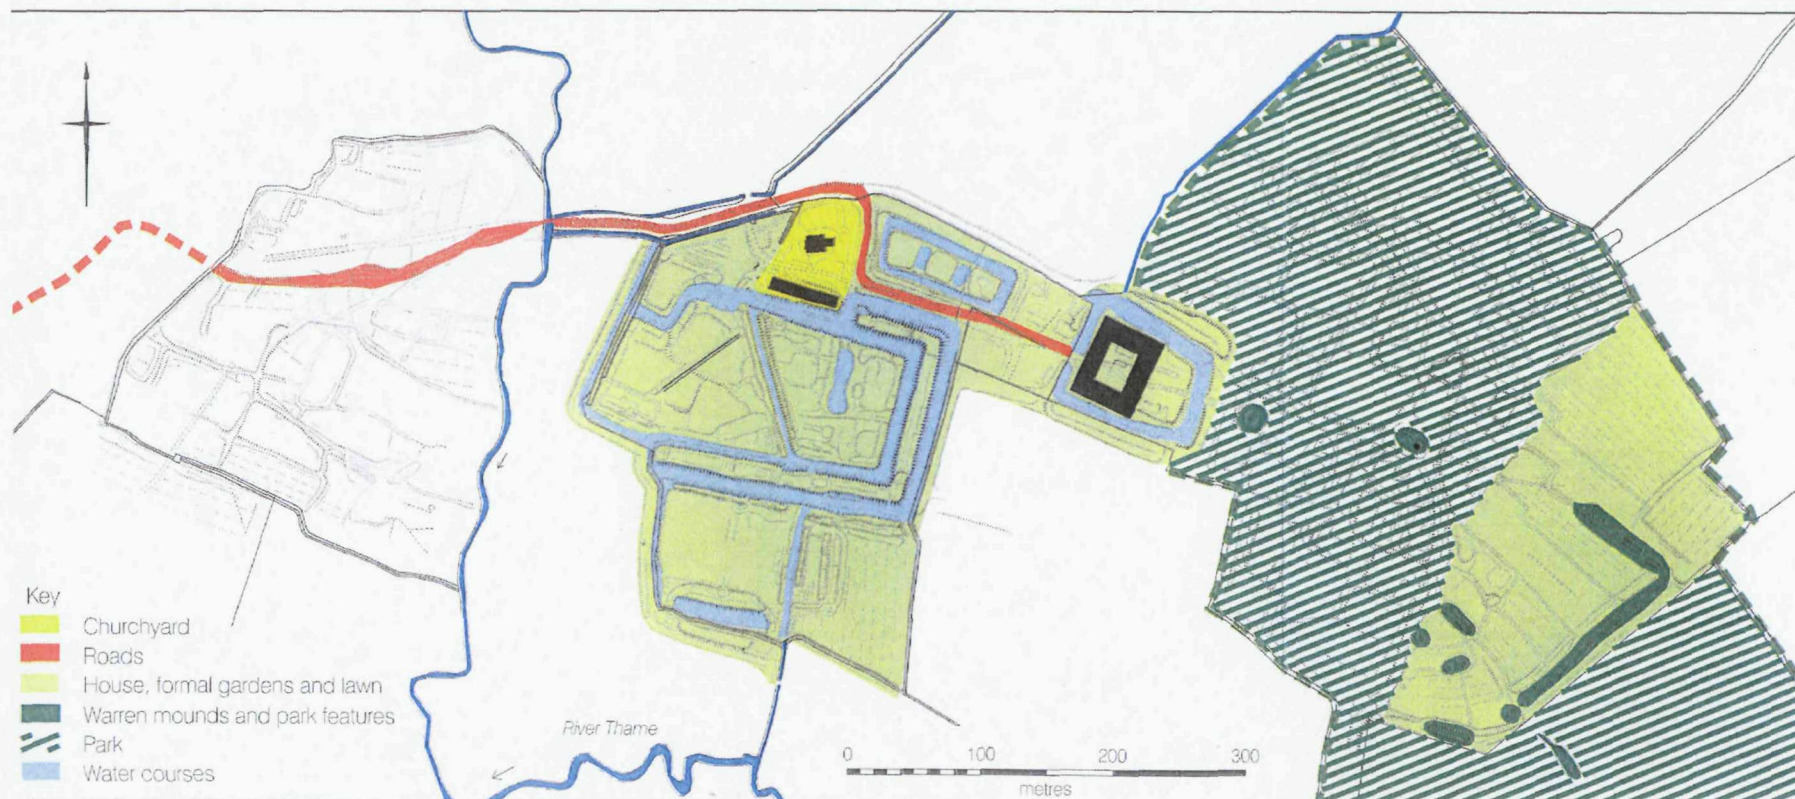 Key
Churchyard
Roads
House, formal gardens and lawn
Warren mounds and park features
Park
Water courses
River Thame
0 100 200 300
metres